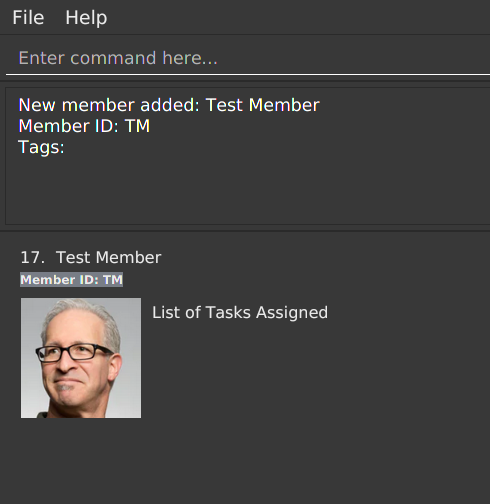 File Help
Enter command here...
New member added: Test Member
Member ID: TM
Tags:
17. Test Member
Member ID: TM
List of Tasks Assigned